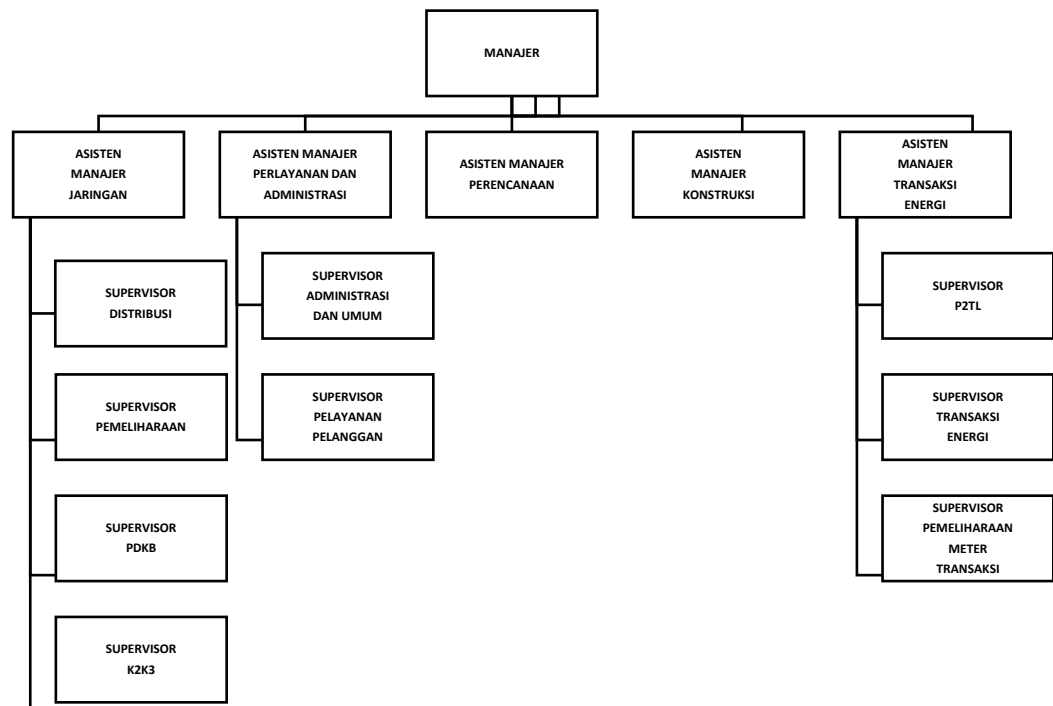 MANAJER
ASISTEN
MANAJER
JARINGAN
ASISTEN MANAJER
PERLAYANAN DAN
ADMINISTRASI
ASISTEN MANAJER
PERENCANAAN
ASISTEN
MANAJER
KONSTRUKSI
ASISTEN
MANAJER
TRANSAKSI
ENERGI
SUPERVISOR
DISTRIBUSI
SUPERVISOR
PEMELIHARAAN
SUPERVISOR
PDKB
SUPERVISOR
K2K3
SUPERVISOR
ADMINISTRASI
DAN UMUM
SUPERVISOR
PELAYANAN
PELANGGAN
SUPERVISOR
P2TL
SUPERVISOR
TRANSAKSI
ENERGI
SUPERVISOR
PEMELIHARAAN
METER
TRANSAKSI